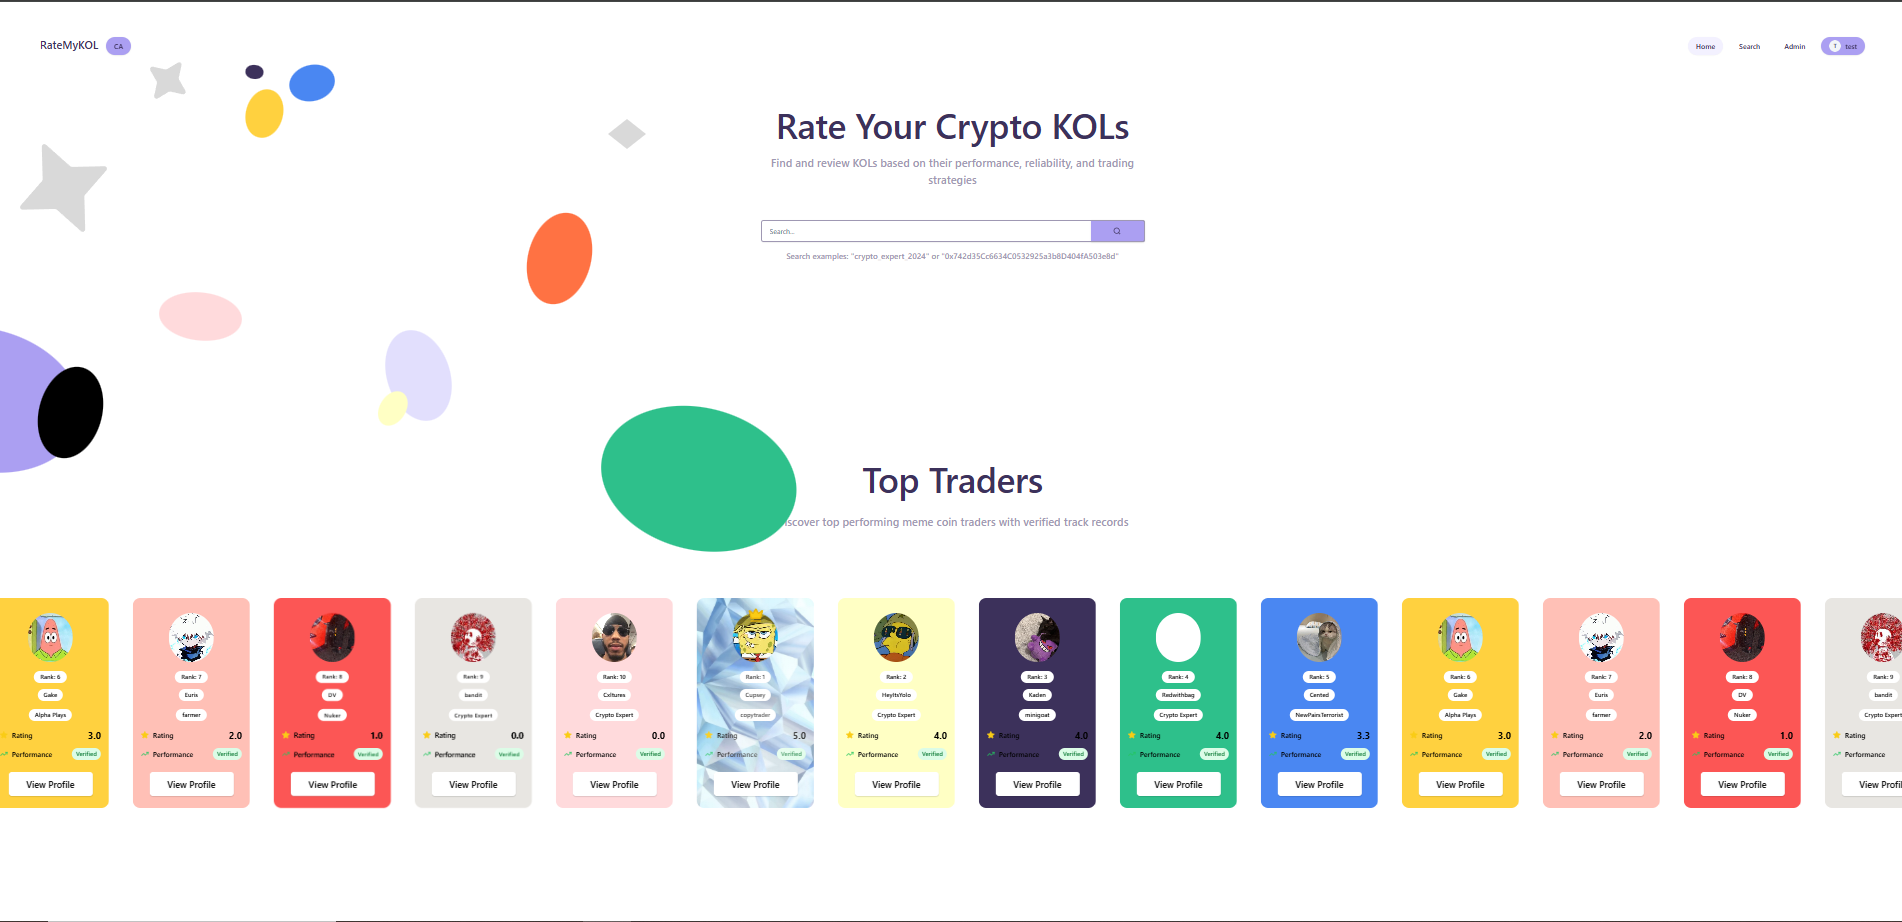 RateMyKOL CA
Home Search Admin T test
Rate Your Crypto KOLs
Find and review KOLs based on their performance, reliability, and trading
strategies
Search...
Search examples: "crypto_expert_2024" or "0x742d35Cc6634C0532925a3b8D404fA503e8d"
Top Traders
iscover top performing meme coin traders with verified track records
Rank: 6
Gake
Alpha Plays
Rating 3.0
Performance Verified
View Profile
Rank: 7
Euris
farmer
Rating 2.0
Performance Verified
View Profile
Rank: 8
DV
Nuker
Rating 1.0
Performance Verified
View Profile
Rank: 9
bandit
Crypto Expert
Rating 0.0
Performance Verified
View Profile
Rank: 10
Cxltures
Crypto Expert
Rating 0.0
Performance Verified
View Profile
Rank: 1
Cupsey
copytrader
Rating 5.0
Performance Verified
View Profile
Rank: 2
HeyItsYolo
Crypto Expert
Rating 4.0
Performance Verified
View Profile
Rank: 3
Kaden
minigoat
Rating 4.0
Performance Verified
View Profile
Rank: 4
Redwithbag
Crypto Expert
Rating 4.0
Performance Verified
View Profile
Rank: 5
Cented
NewPairsTerrorist
Rating 3.3
Performance Verified
View Profile
Rank: 6
Gake
Alpha Plays
Rating 3.0
Performance Verified
View Profile
Rank: 7
Euris
farmer
Rating 2.0
Performance Verified
View Profile
Rank: 8
DV
Nuker
Rating 1.0
Performance Verified
View Profile
Rank: 9
bandit
Crypto Expert
Rating
Performance
View Prof